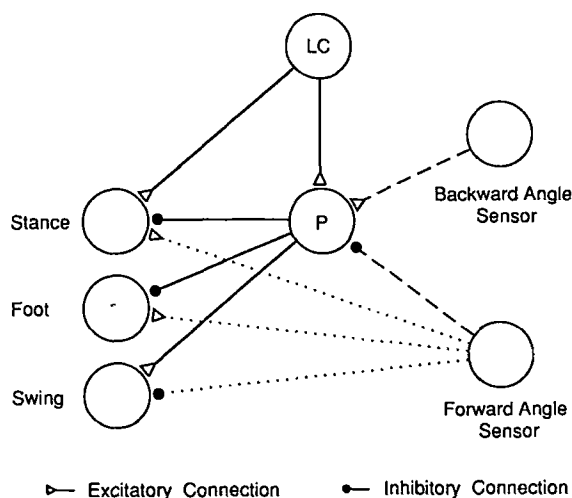 LC
Backward Angle
Sensor
Stance
P
Foot
Swing
Forward Angle
Sensor
Excitatory Connection
Inhibitory Connection